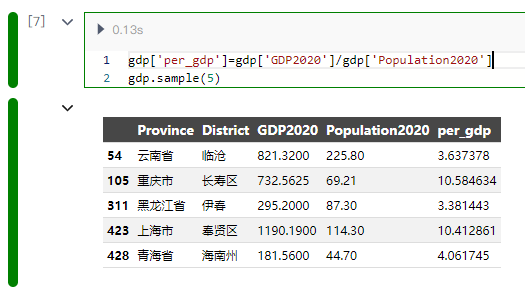 [7]
0.13s
1 gdp['per_gdp']=gdp['GDP2020']/gdp['Population2020']
2 gdp.sample(5)
Province District GDP2020 Population2020 per_gdp
54 云南省 临沧 821.3200 225.80 3.637378
105 重庆市 长寿区 732.5625 69.21 10.584634
311 黑龙江省 伊春 295.2000 87.30 3.381443
423 上海市 奉贤区 1190.1900 114.30 10.412861
428 青海省 海南州 181.5600 44.70 4.061745